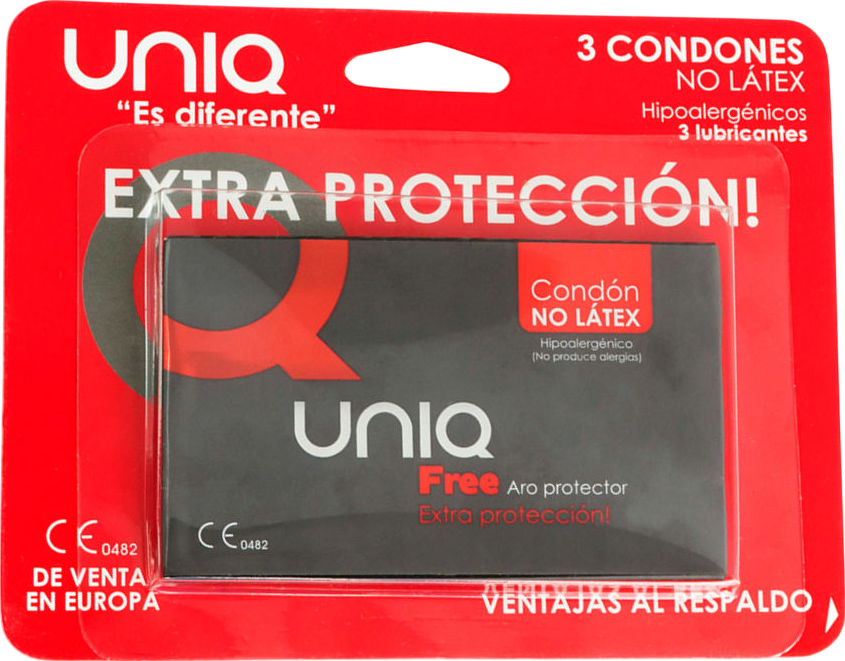 UNIQ
"Es diferente"
3 CONDONES
NO LÁTEX
Hipoalergénicos
3 lubricantes
EXTRA PROTECCIÓN!
Condón
NO LÁTEX
Hipoalergénico
(No produce alergias)
UNIQ
Free Aro protector
Extra protección!
CE 0482
CE 0482
DE VENTA
EN EUROPA
VENTAJAS AL RESPALDO